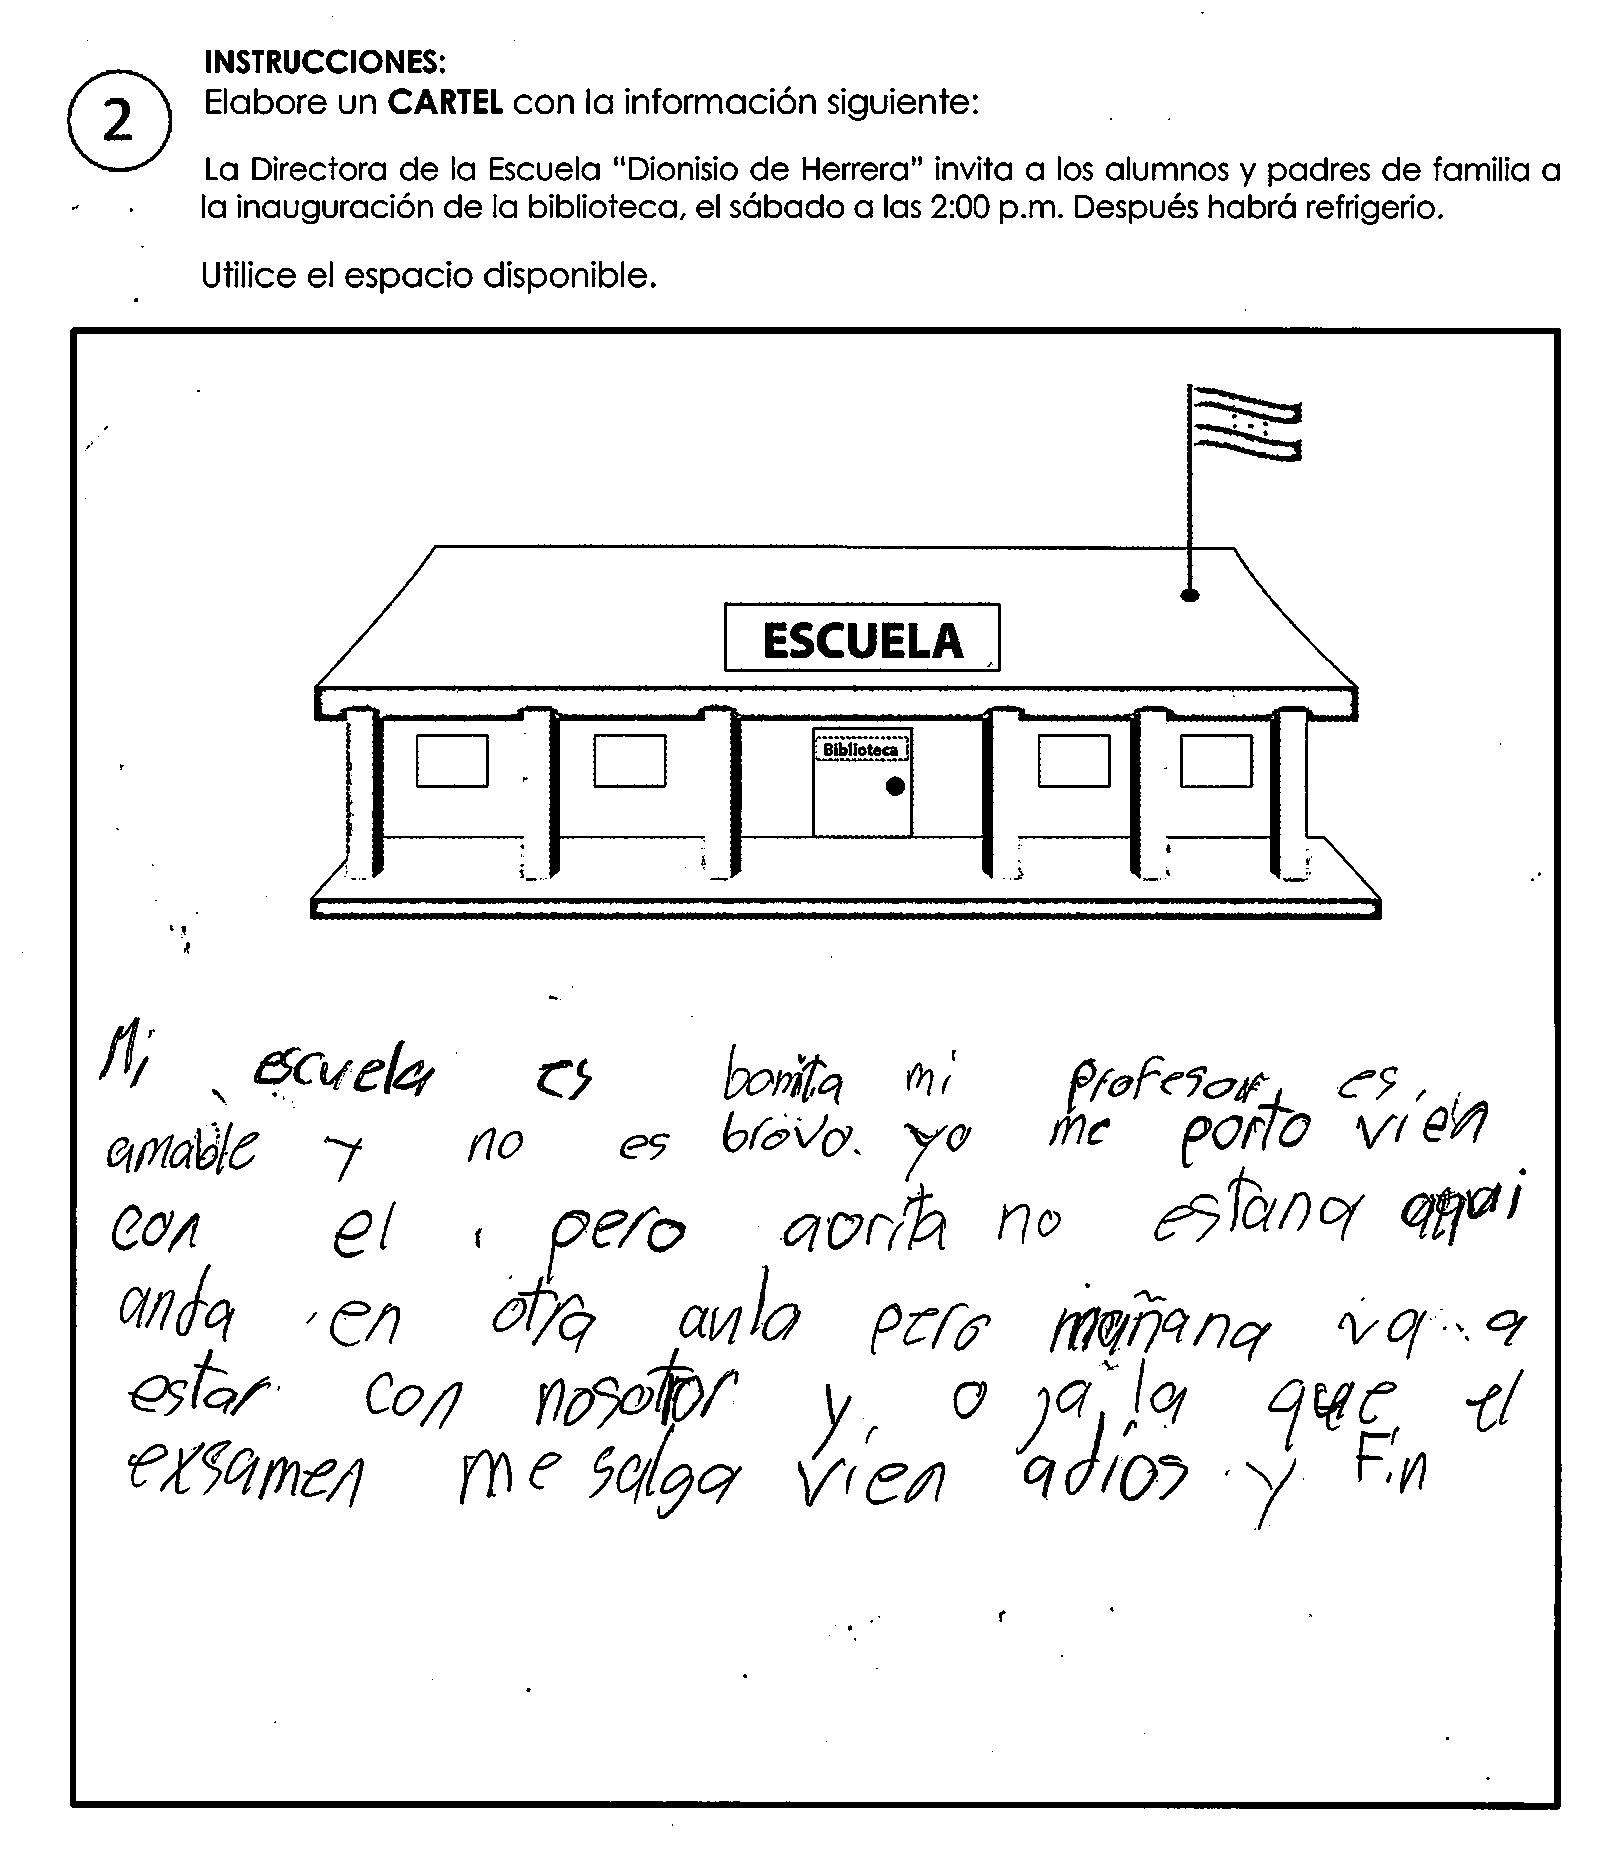 INSTRUCCIONES:
2
Elabore un CARTEL con la información siguiente:
La Directora de la Escuela "Dionisio de Herrera" invita a los alumnos y padres de familia a
la inauguración de la biblioteca, el sábado a las 2:00 p.m. Después habrá refrigerio.
Utilice el espacio disponible.
ESCUELA
Biblioteca
Mi escuela es bonita mi profesor es
amable y no es bravo. yo me porto vien
con el pero aorita no estana aqui
anda en otra aula pero mañana va a
estar con nosotor y o ja la que el
exsamen me salga vien adios y Fin